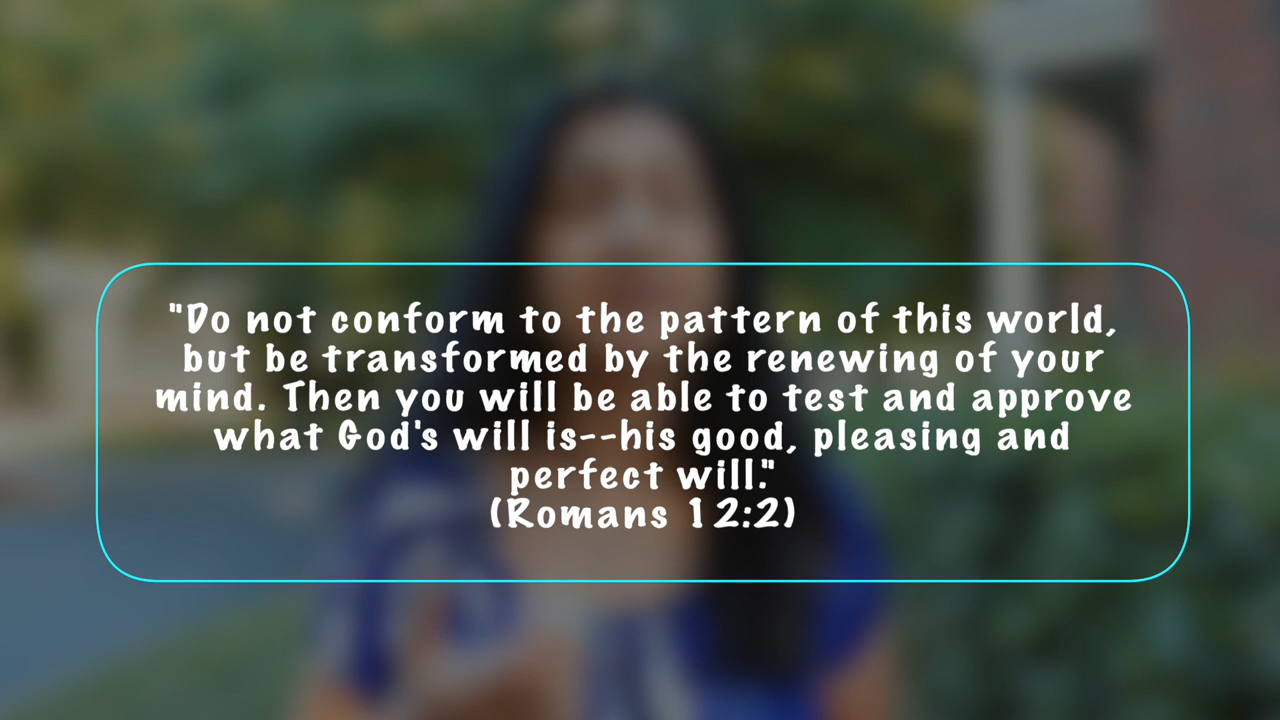 "Do not conform to the pattern of this world,
but be transformed by the renewing of your
mind. Then you will be able to test and approve
what God's will is--his good, pleasing and
perfect will."
(Romans 12:2)